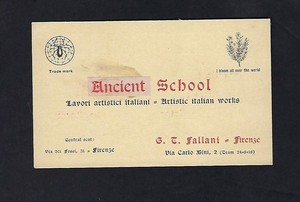 Trade mark
I bloom all over the world
Ancient School
Lavori artistici italiani - Artistic italian works
Central seat:
Via dei Fossi,
- Firenze
G. T. Fallani - Firenze
Via Carlo Bini, 2 (Tram